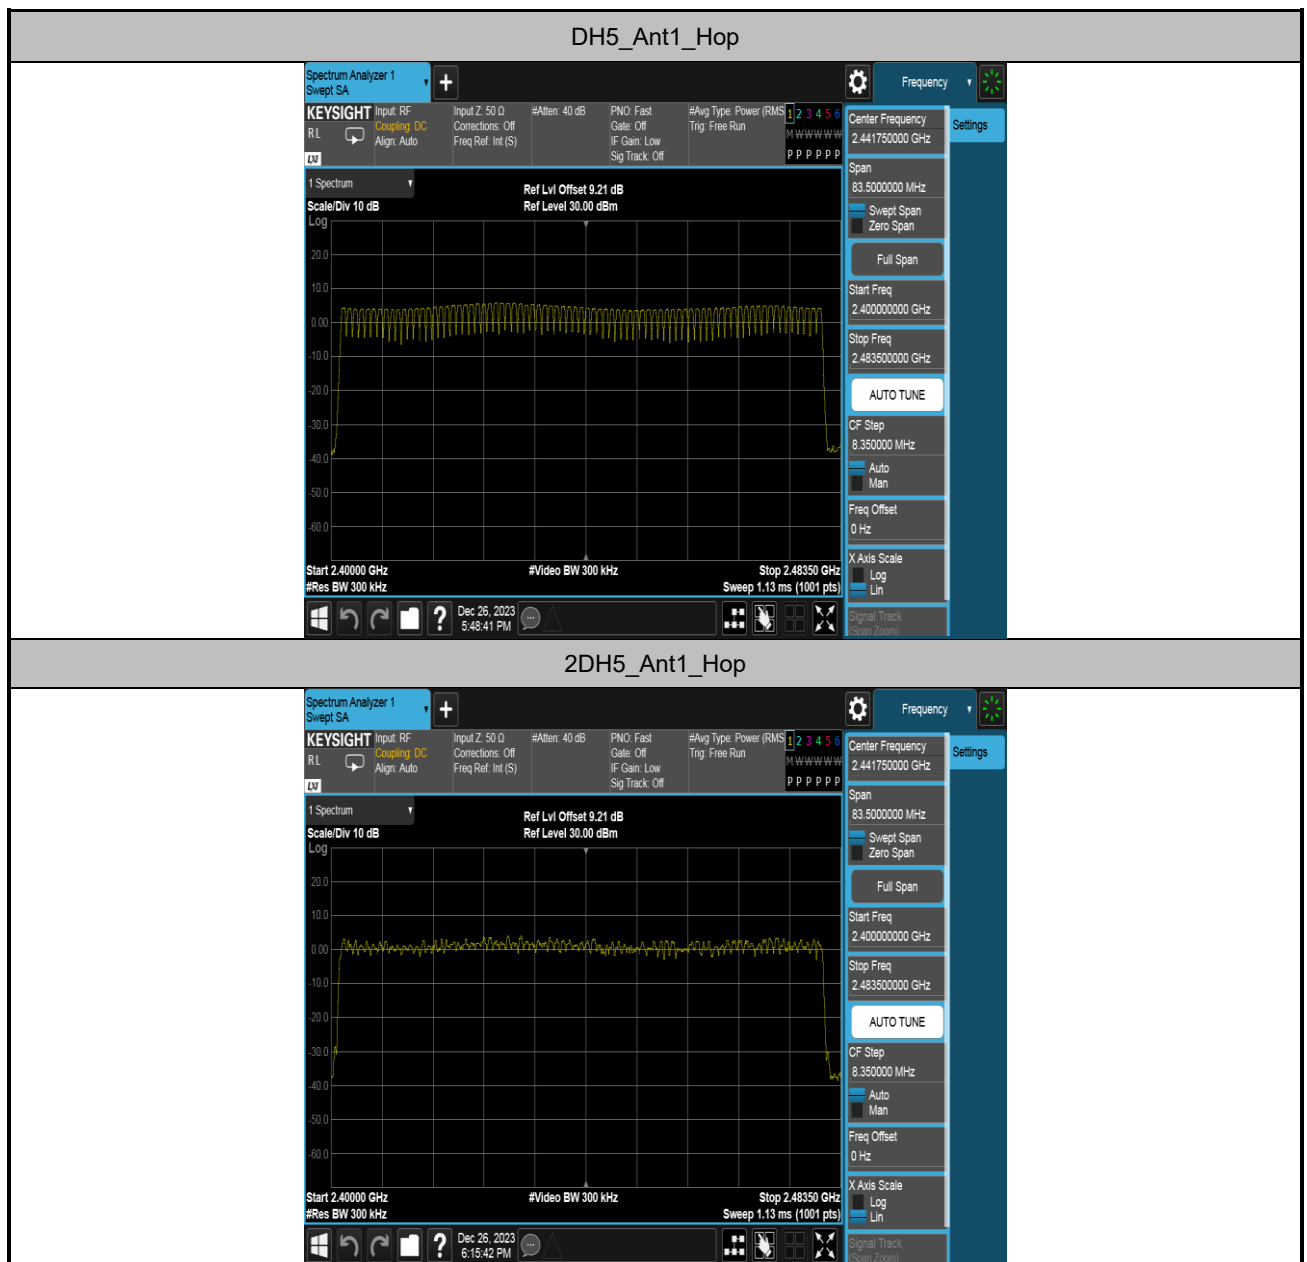 DH5_Ant1_Hop
Spectrum Analyzer 1
Swept SA
Frequency
KEYSIGHT
RL
LXI
Input: RF
Coupling: DC
Align: Auto
Input Z: 50 Ω
Corrections: Off
Freq Ref: Int (S)
#Atten: 40 dB
PNO: Fast
Gate: Off
IF Gain: Low
Sig Track: Off
#Avg Type: Power (RMS
Trig: Free Run
1 2 3 4 5 6
M W W W W W
P P P P P P
Center Frequency
2.441750000 GHz
Settings
Span
83.5000000 MHz
Swept Span
Zero Span
Full Span
Start Freq
2.400000000 GHz
Stop Freq
2.483500000 GHz
AUTO TUNE
CF Step
8.350000 MHz
Auto
Man
Freq Offset
0 Hz
X Axis Scale
Log
Lin
Signal Track
(Span Zoom)
1 Spectrum
Scale/Div 10 dB
Ref Lvl Offset 9.21 dB
Ref Level 30.00 dBm
Log
20.0
10.0
0.00
-10.0
-20.0
-30.0
-40.0
-50.0
-60.0
Start 2.40000 GHz
#Video BW 300 kHz
Stop 2.48350 GHz
#Res BW 300 kHz
Sweep 1.13 ms (1001 pts)
Dec 26, 2023
5:48:41 PM
2DH5_Ant1_Hop
Spectrum Analyzer 1
Swept SA
Frequency
KEYSIGHT
RL
LXI
Input: RF
Coupling: DC
Align: Auto
Input Z: 50 Ω
Corrections: Off
Freq Ref: Int (S)
#Atten: 40 dB
PNO: Fast
Gate: Off
IF Gain: Low
Sig Track: Off
#Avg Type: Power (RMS
Trig: Free Run
1 2 3 4 5 6
M W W W W W
P P P P P P
Center Frequency
2.441750000 GHz
Settings
Span
83.5000000 MHz
Swept Span
Zero Span
Full Span
Start Freq
2.400000000 GHz
Stop Freq
2.483500000 GHz
AUTO TUNE
CF Step
8.350000 MHz
Auto
Man
Freq Offset
0 Hz
X Axis Scale
Log
Lin
Signal Track
(Span Zoom)
1 Spectrum
Scale/Div 10 dB
Ref Lvl Offset 9.21 dB
Ref Level 30.00 dBm
Log
20.0
10.0
0.00
-10.0
-20.0
-30.0
-40.0
-50.0
-60.0
Start 2.40000 GHz
#Video BW 300 kHz
Stop 2.48350 GHz
#Res BW 300 kHz
Sweep 1.13 ms (1001 pts)
Dec 26, 2023
6:15:42 PM